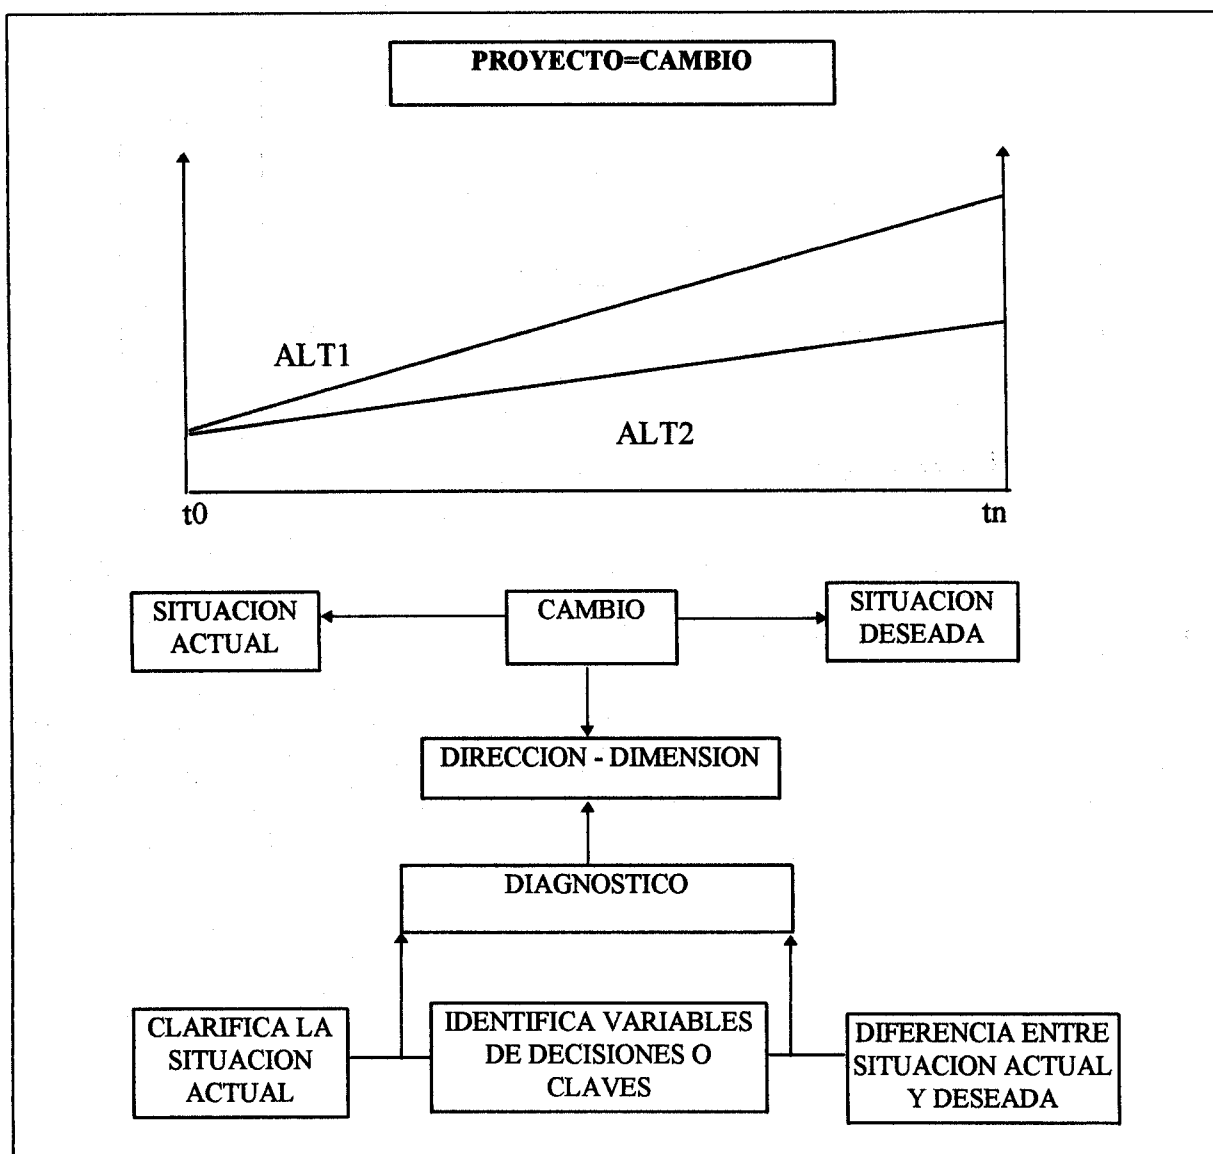 PROYECTO=CAMBIO
ALT1
ALT2
t0
tn
SITUACION
ACTUAL
CAMBIO
SITUACION
DESEADA
DIRECCION - DIMENSION
DIAGNOSTICO
CLARIFICA LA
SITUACION
ACTUAL
IDENTIFICA VARIABLES
DE DECISIONES O
CLAVES
DIFERENCIA ENTRE
SITUACION ACTUAL
Y DESEADA